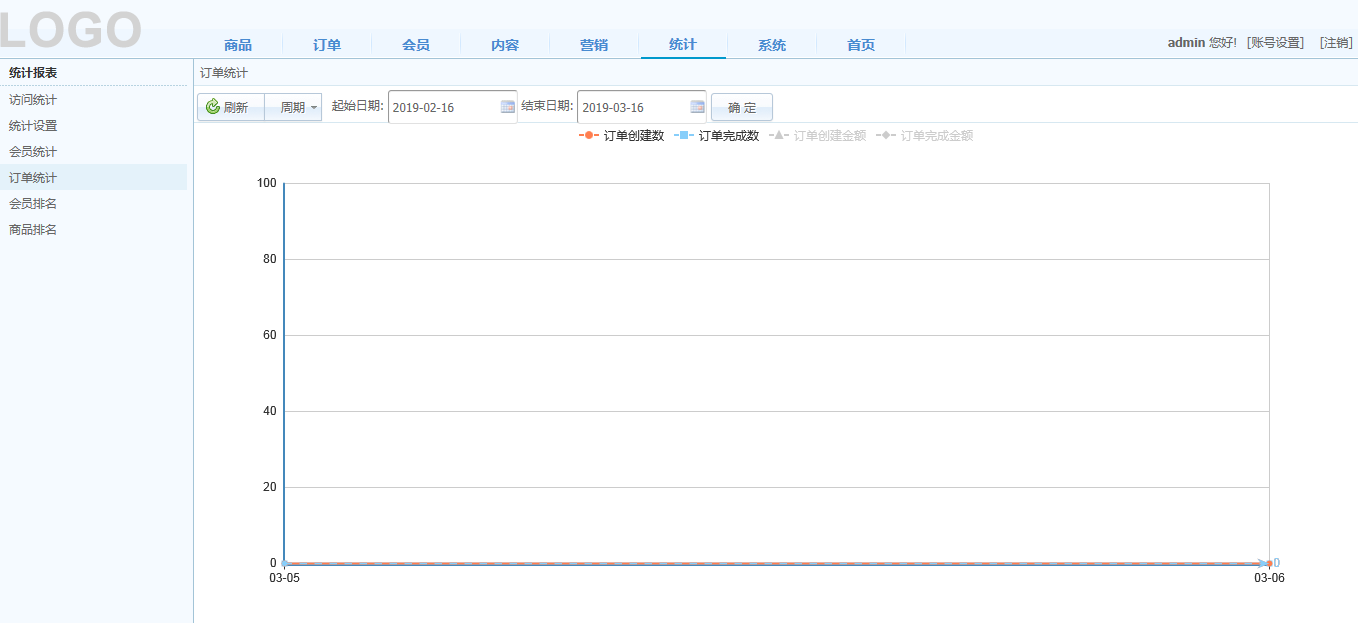 LOGO
商品 订单 会员 内容 营销 统计 系统 首页
admin 您好! [账号设置] [注销]
统计报表
访问统计
统计设置
会员统计
订单统计
会员排名
商品排名
订单统计
刷新 周期 起始日期: 2019-02-16 结束日期: 2019-03-16 确 定
订单创建数 订单完成数 订单创建金额 订单完成金额
100
80
60
40
20
0 0
03-05 03-06